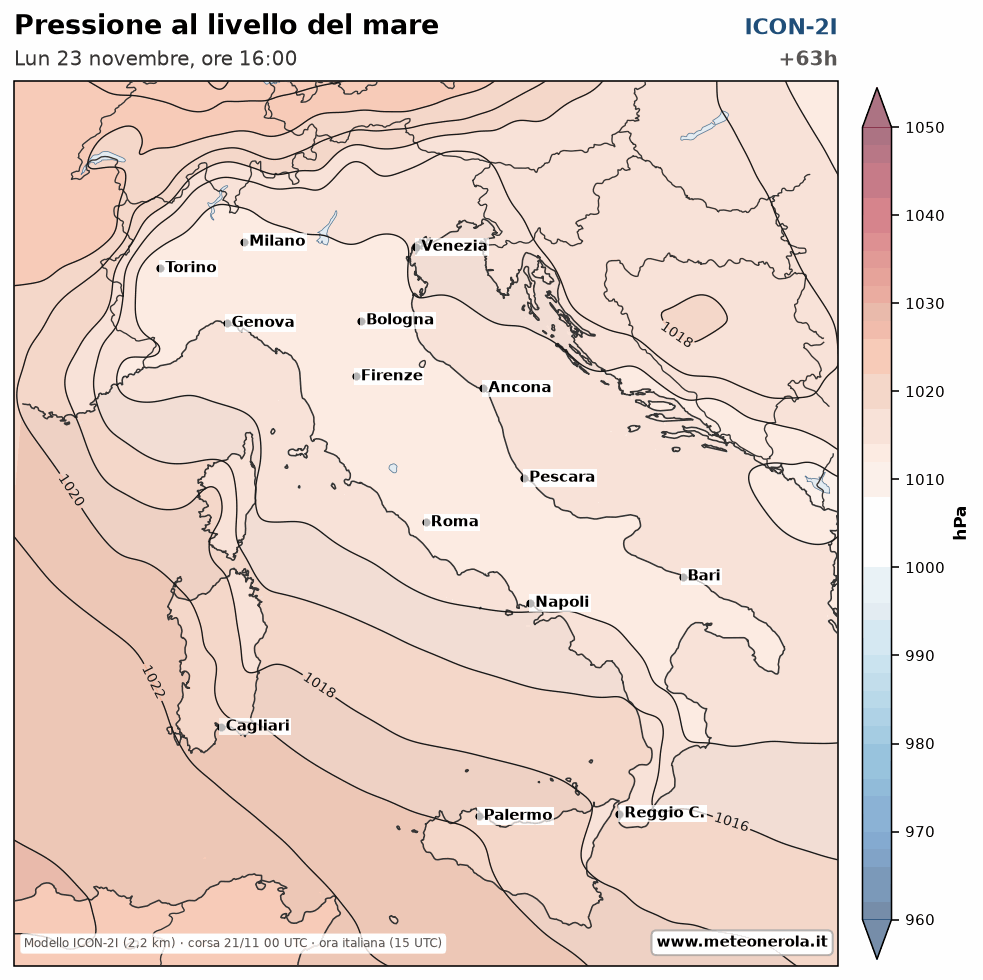 Pressione al livello del mare
ICON-2I
Lun 23 novembre, ore 16:00
+63h
1050
1040
1030
1020
1010
1000
990
980
970
960
hPa
Milano
Venezia
Torino
Genova
Bologna
1018
Firenze
Ancona
Pescara
1020
Roma
Bari
Napoli
1022
1018
Cagliari
Palermo
Reggio C.
1016
Modello ICON-2I (2,2 km) · corsa 21/11 00 UTC · ora italiana (15 UTC)
www.meteonerola.it